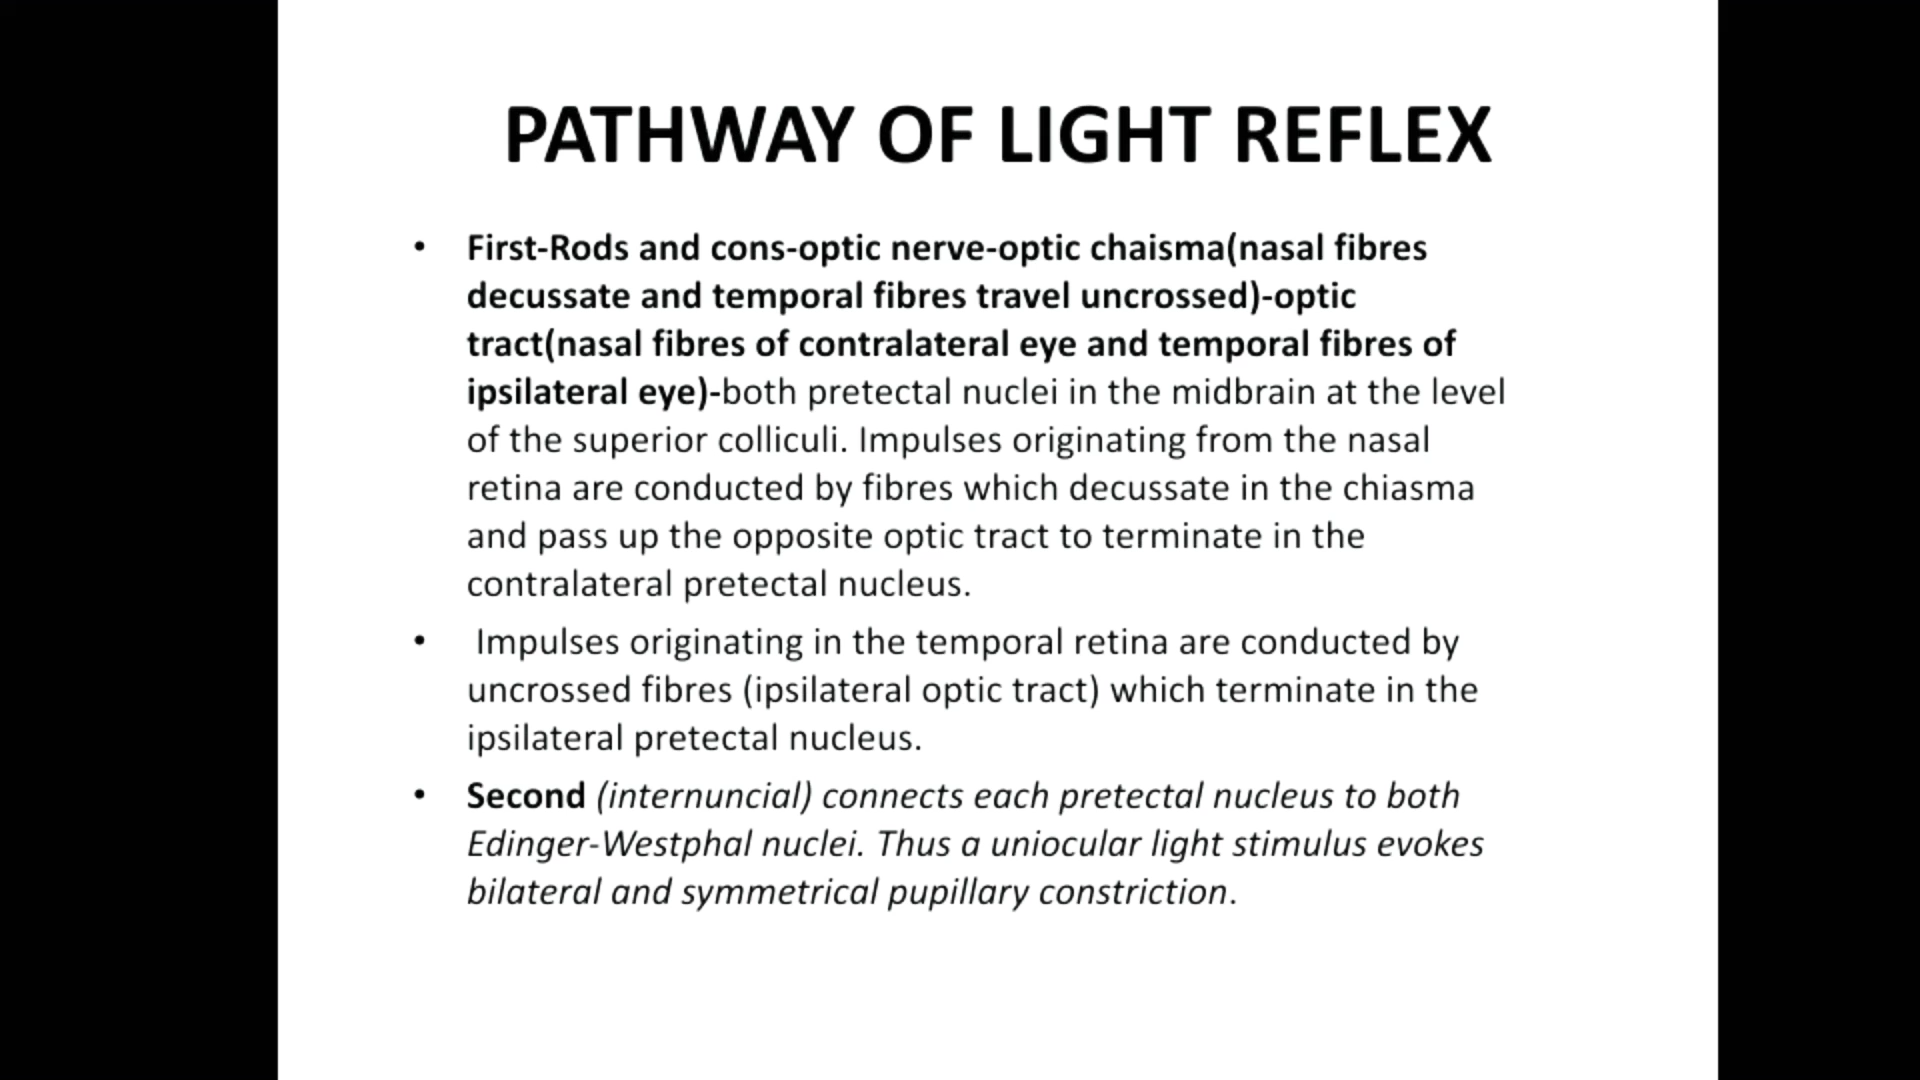 PATHWAY OF LIGHT REFLEX
• First-Rods and cons-optic nerve-optic chaisma(nasal fibres
decussate and temporal fibres travel uncrossed)-optic
tract(nasal fibres of contralateral eye and temporal fibres of
ipsilateral eye)-both pretectal nuclei in the midbrain at the level
of the superior colliculi. Impulses originating from the nasal
retina are conducted by fibres which decussate in the chiasma
and pass up the opposite optic tract to terminate in the
contralateral pretectal nucleus.
• Impulses originating in the temporal retina are conducted by
uncrossed fibres (ipsilateral optic tract) which terminate in the
ipsilateral pretectal nucleus.
• Second (internuncial) connects each pretectal nucleus to both
Edinger-Westphal nuclei. Thus a uniocular light stimulus evokes
bilateral and symmetrical pupillary constriction.